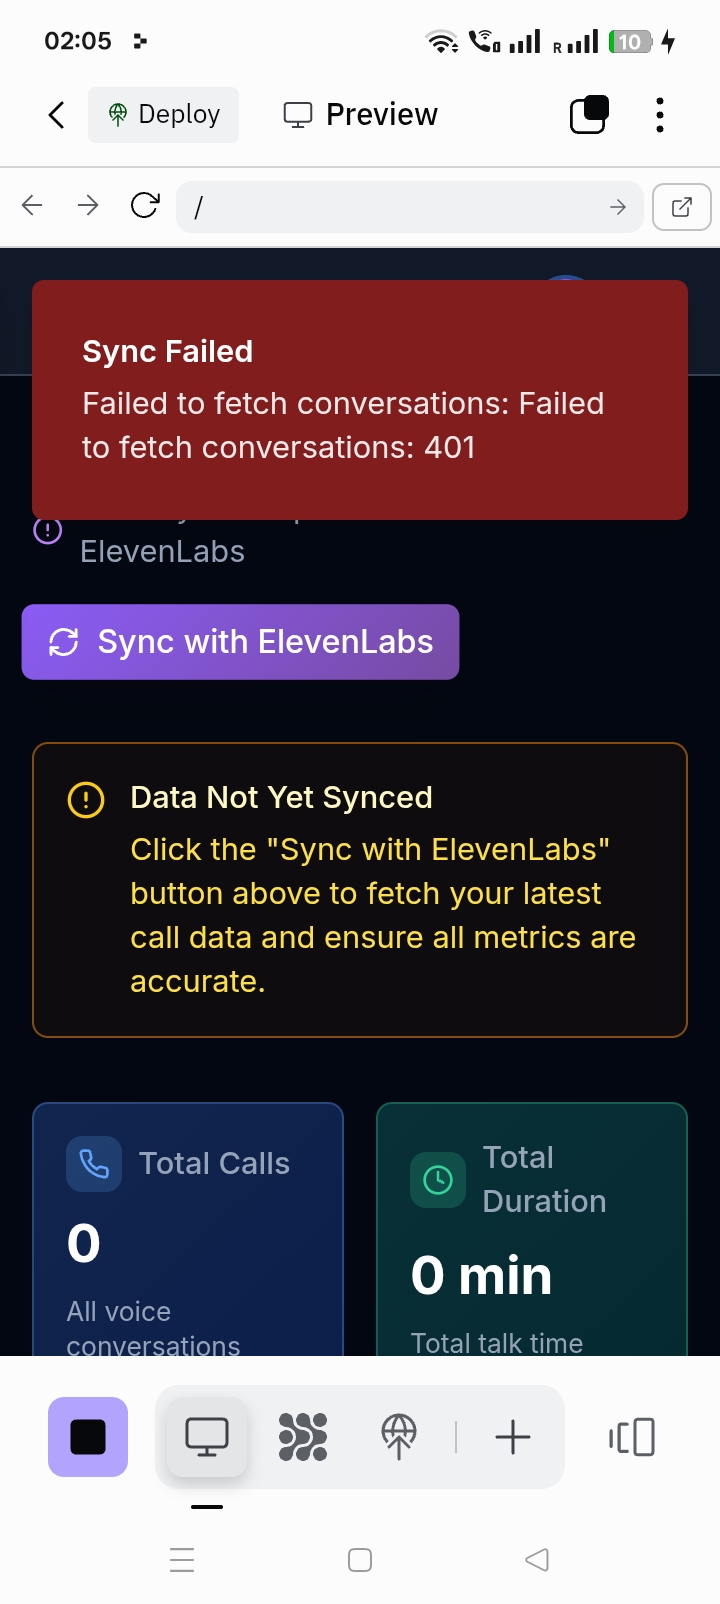 02:05
R
10
Deploy
Preview
/
Sync Failed
Failed to fetch conversations: Failed
to fetch conversations: 401
ElevenLabs
Sync with ElevenLabs
Data Not Yet Synced
Click the "Sync with ElevenLabs"
button above to fetch your latest
call data and ensure all metrics are
accurate.
Total Calls
0
All voice
conversations
Total
Duration
0 min
Total talk time